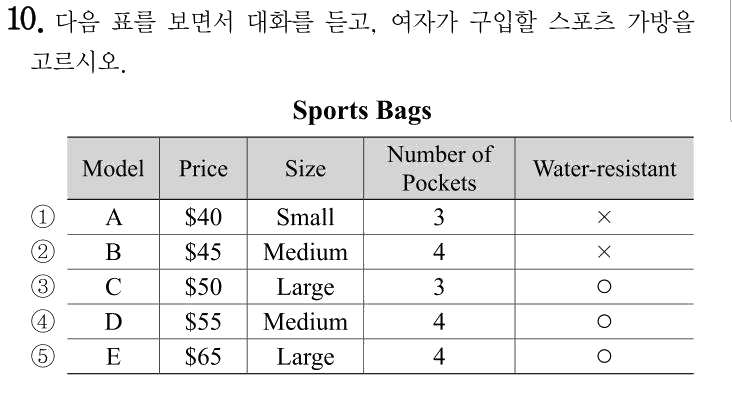 10. 다음 표를 보면서 대화를 듣고, 여자가 구입할 스포츠 가방을
고르시오.
Sports Bags
Model Price Size Number of Pockets Water-resistant
① A $40 Small 3 ×
② B $45 Medium 4 ×
③ C $50 Large 3 ○
④ D $55 Medium 4 ○
⑤ E $65 Large 4 ○